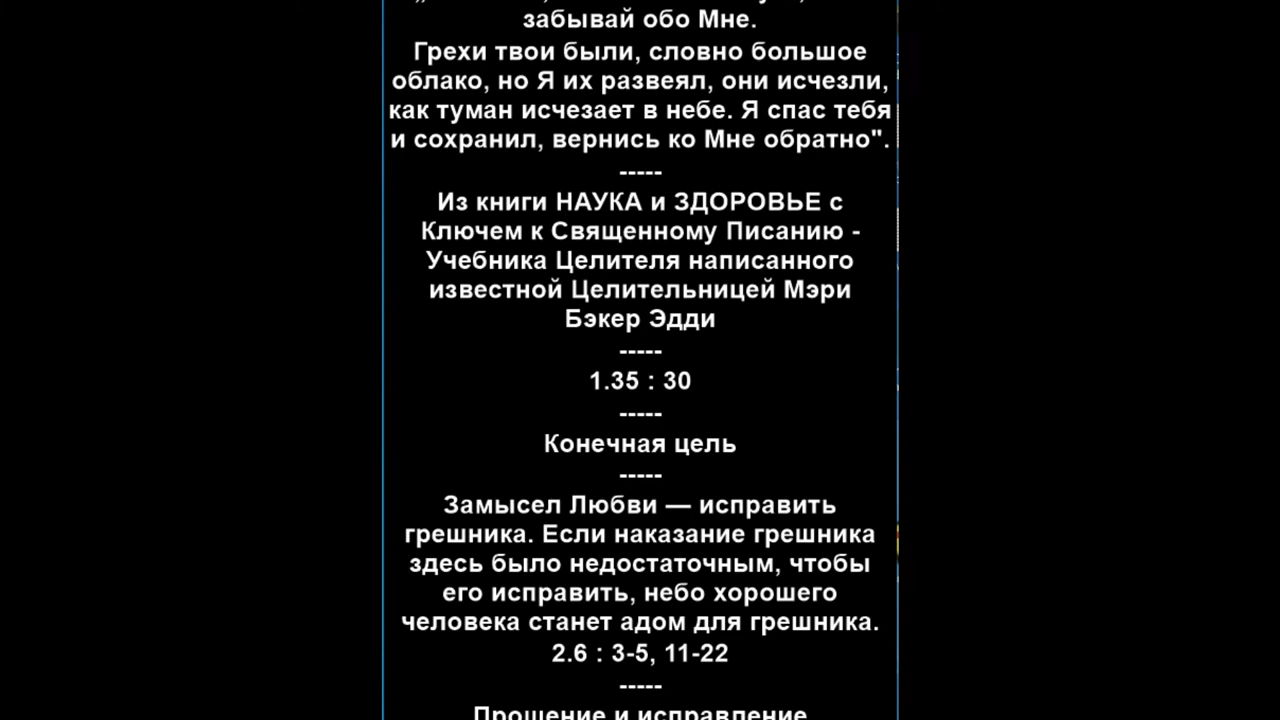 забывай обо Мне.
Грехи твои были, словно большое
облако, но Я их развеял, они исчезли,
как туман исчезает в небе. Я спас тебя
и сохранил, вернись ко Мне обратно".
-----
Из книги НАУКА и ЗДОРОВЬЕ с
Ключем к Священному Писанию -
Учебника Целителя написанного
известной Целительницей Мэри
Бэкер Эдди
-----
1.35 : 30
-----
Конечная цель
-----
Замысел Любви — исправить
грешника. Если наказание грешника
здесь было недостаточным, чтобы
его исправить, небо хорошего
человека станет адом для грешника.
2.6 : 3-5, 11-22
-----
Прощение и исправление